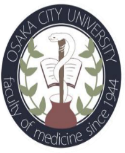 OSAKA CITY UNIVERSITY
faculty of medicine since 1944